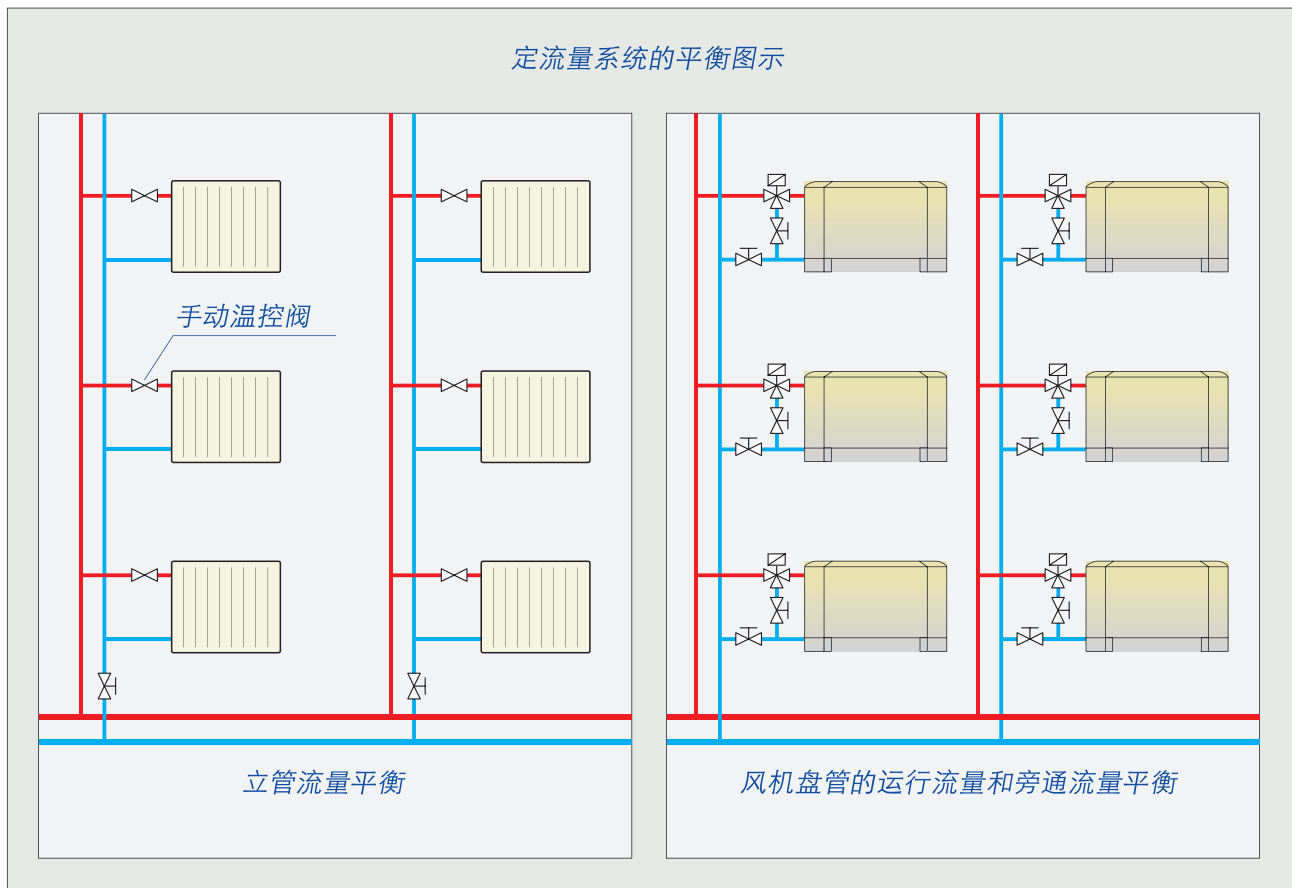 定流量系统的平衡图示
手动温控阀
立管流量平衡
风机盘管的运行流量和旁通流量平衡